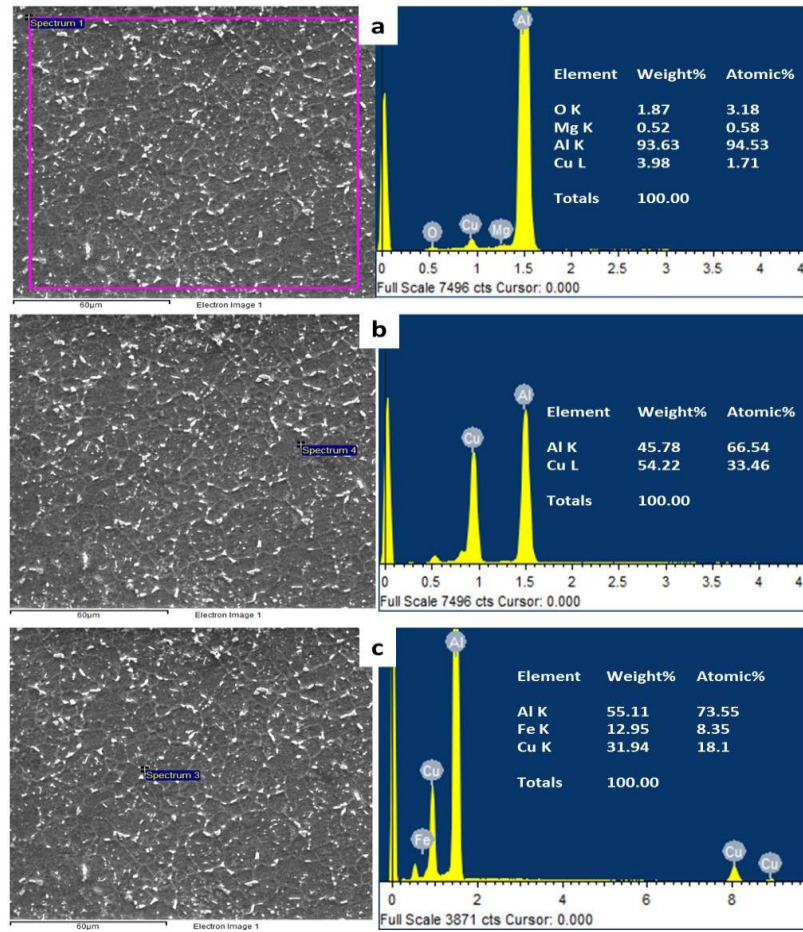 Spectrum 1
60µm
Electron Image 1
a
Al
Element Weight% Atomic%
O K 1.87 3.18
Mg K 0.52 0.58
Al K 93.63 94.53
Cu L 3.98 1.71
Totals 100.00
O Cu Mg
0 0.5 1 1.5 2 2.5 3 3.5 4 4
Full Scale 7496 cts Cursor: 0.000
Spectrum 4
60µm
Electron Image 1
b
Al
Cu
Element Weight% Atomic%
Al K 45.78 66.54
Cu L 54.22 33.46
Totals 100.00
0 0.5 1 1.5 2 2.5 3 3.5 4 4
Full Scale 7496 cts Cursor: 0.000
Spectrum 3
60µm
Electron Image 1
c
Al
Element Weight% Atomic%
Al K 55.11 73.55
Fe K 12.95 8.35
Cu K 31.94 18.1
Totals 100.00
Cu
Fe
Cu
Cu
0 2 4 6 8
Full Scale 3871 cts Cursor: 0.000